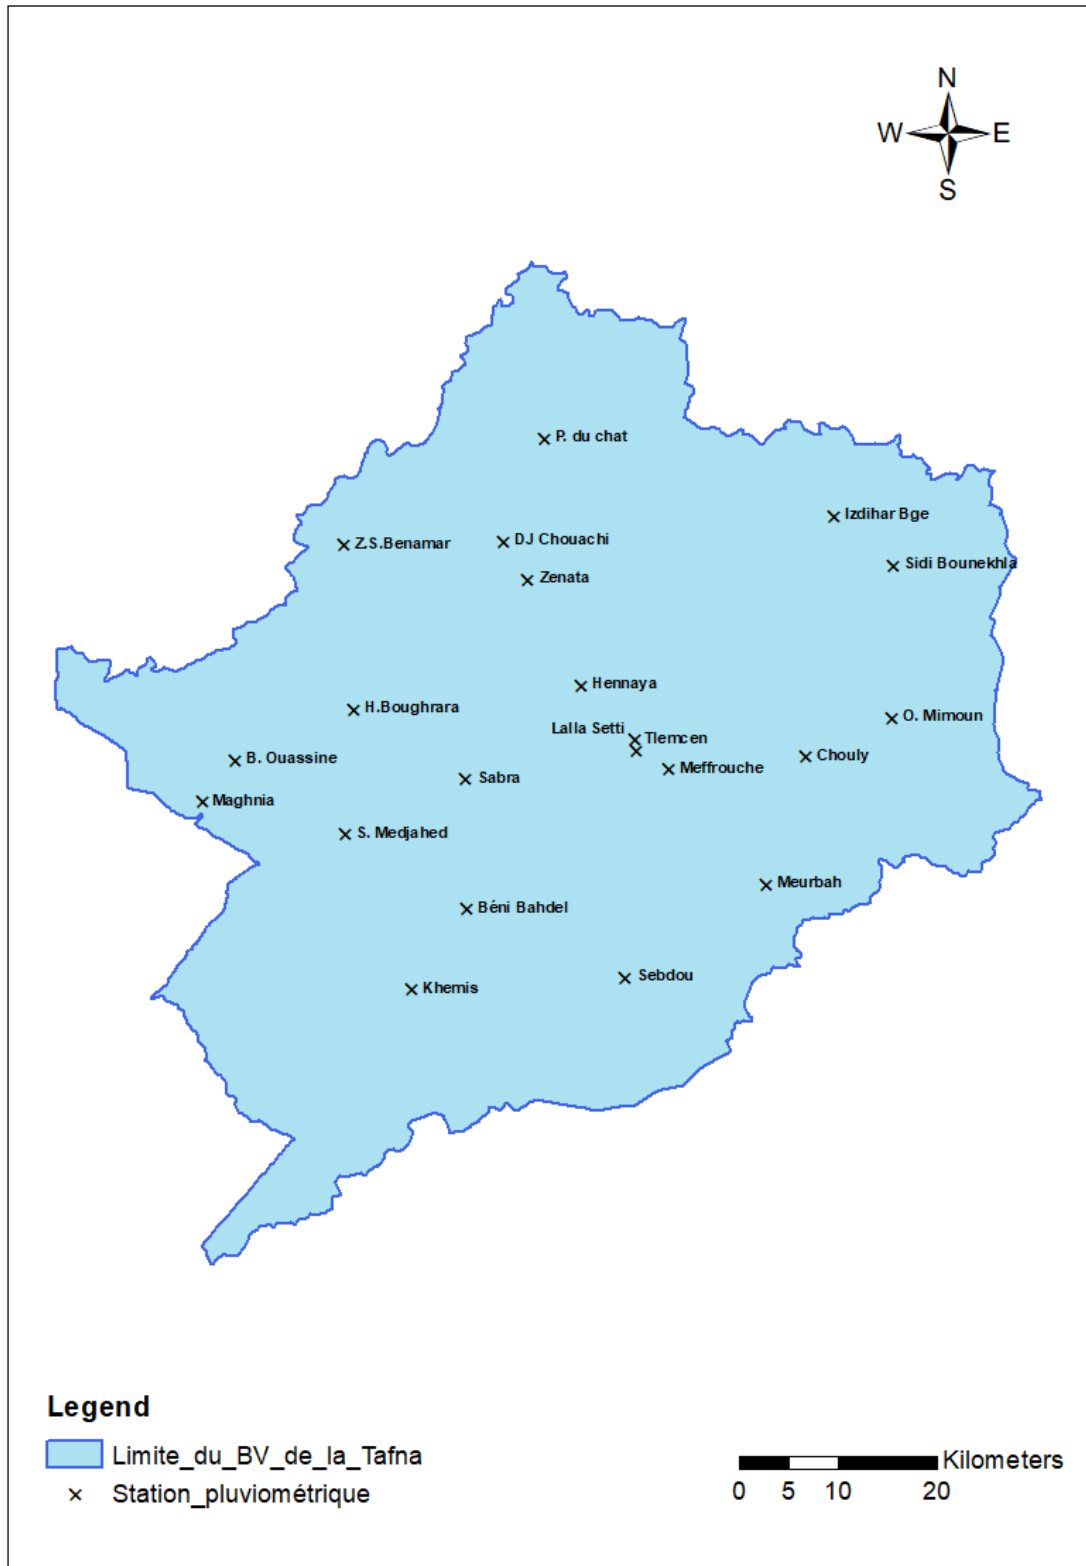 N
W E
S
P. du chat
Izdihar Bge
DJ Chouachi
Z.S.Benamar
Sidi Bounekhla
Zenata
Hennaya
H.Boughrara
O. Mimoun
Lalla Setti
Tlemcen
Chouly
B. Ouassine
Meffrouche
Sabra
Maghnia
S. Medjahed
Meurbah
Béni Bahdel
Sebdou
Khemis
Legend
Limite_du_BV_de_la_Tafna
Station_pluviométrique
Kilometers
0 5 10 20